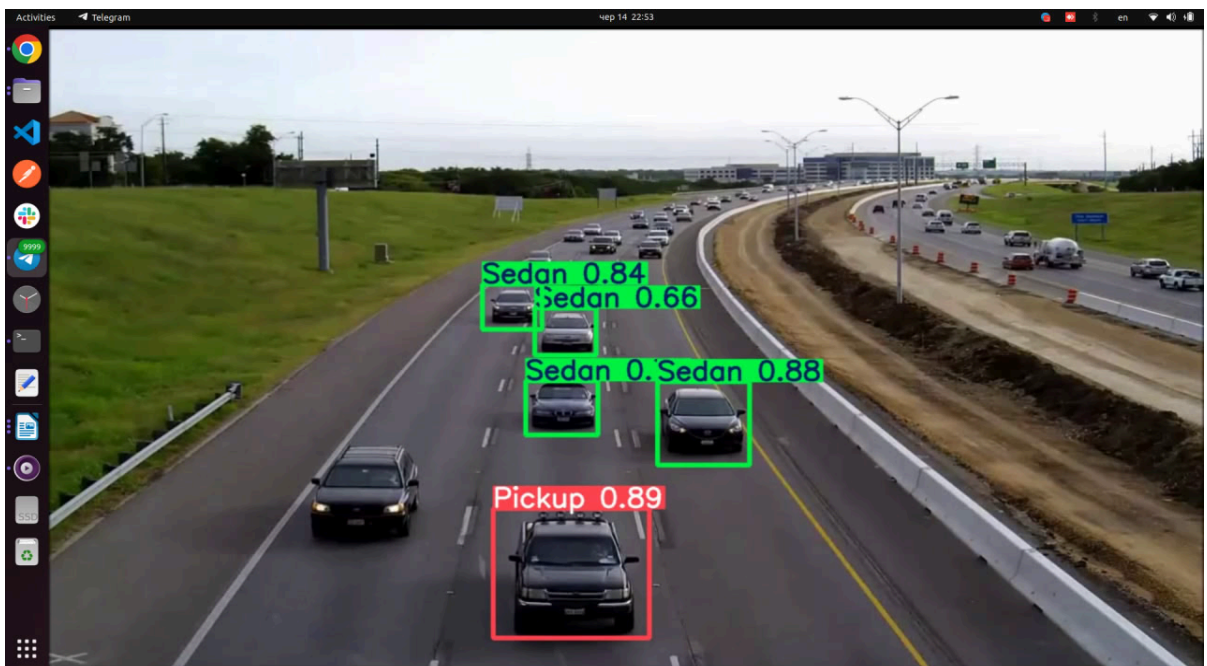 Activities Telegram чер 14 22:53 en
9999
Sedan 0.84
Sedan 0.66
Sedan 0. Sedan 0.88
Pickup 0.89
SSD